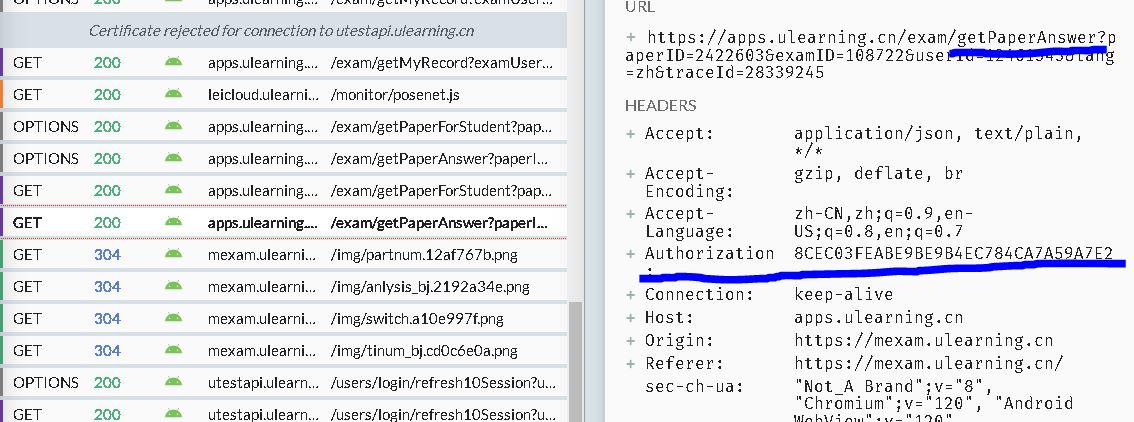 /exam/getMyRecord?examUser...
Certificate rejected for connection to utestapi.ulearning.cn
GET 200 apps.ulearning.... /exam/getMyRecord?examUser...
GET 200 leicloud.ulearni... /monitor/posenet.js
OPTIONS 200 apps.ulearning.... /exam/getPaperForStudent?pap...
OPTIONS 200 apps.ulearning.... /exam/getPaperAnswer?paperI...
GET 200 apps.ulearning.... /exam/getPaperForStudent?pap...
GET 200 apps.ulearning.... /exam/getPaperAnswer?paperI...
GET 304 mexam.ulearni... /img/partnum.12af767b.png
GET 304 mexam.ulearni... /img/anlysis_bj.2192a34e.png
GET 304 mexam.ulearni... /img/switch.a10e997f.png
GET 304 mexam.ulearni... /img/tinum_bj.cd0c6e0a.png
OPTIONS 200 utestapi.ulearn... /users/login/refresh10Session?u...
GET 200 utestapi.ulearn... /users/login/refresh10Session?u...
URL
+ https://apps.ulearning.cn/exam/getPaperAnswer?p
aperID=2422603&examID=108722&userId=
=zh&traceId=28339245
HEADERS
+ Accept: application/json, text/plain,
*/*
+ Accept- gzip, deflate, br
Encoding:
+ Accept- zh-CN,zh;q=0.9,en-
Language: US;q=0.8,en;q=0.7
+ Authorization 8CEC03FEABE9BE9B4EC784CA7A59A7E2
:
+ Connection: keep-alive
+ Host: apps.ulearning.cn
+ Origin: https://mexam.ulearning.cn
+ Referer: https://mexam.ulearning.cn/
sec-ch-ua: "Not_A Brand";v="8",
"Chromium";v="120", "Android
WebView";v="120"